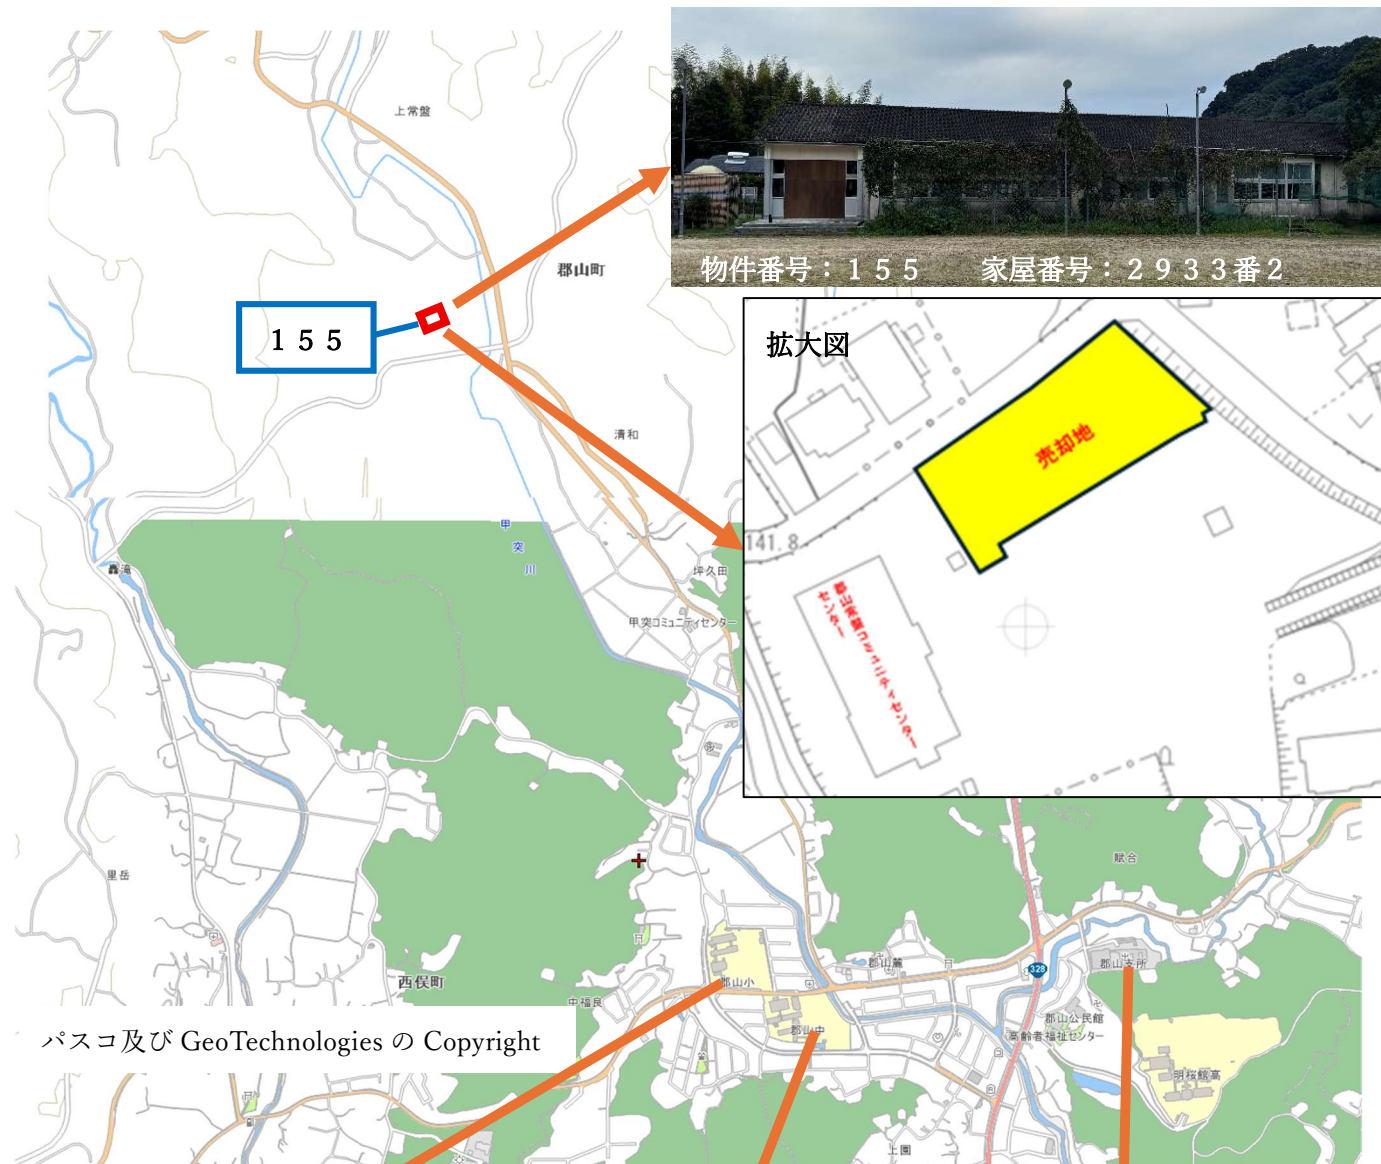 上常盤
郡山町
物件番号：１５５　　家屋番号：２９３３番２
１５５
拡大図
売却地
清和
141.8
甲突川
滝
坪久田
甲突コミュニティセンター
郡山常盤コミュニティセンター
センター
里岳
賦合
西俣町
中福良
郡山小
郡山麓
328
郡山支所
郡山中
郡山公民館
高齢者福祉センター
明桜館高
パスコ及び GeoTechnologies の Copyright
上園